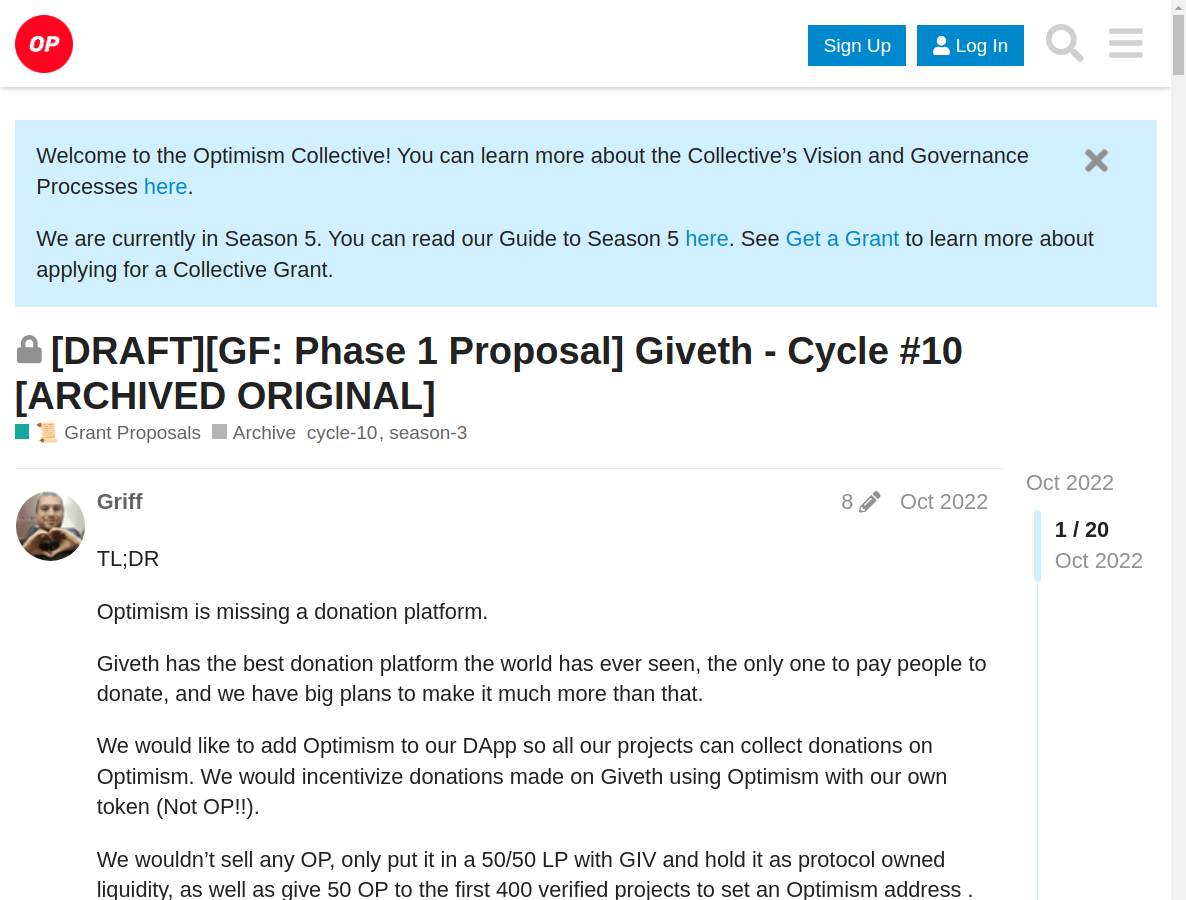 OP
Sign Up
Log In
Welcome to the Optimism Collective! You can learn more about the Collective’s Vision and Governance
Processes here.
We are currently in Season 5. You can read our Guide to Season 5 here. See Get a Grant to learn more about
applying for a Collective Grant.
[DRAFT][GF: Phase 1 Proposal] Giveth - Cycle #10
[ARCHIVED ORIGINAL]
Grant Proposals Archive cycle-10, season-3
Griff
8 Oct 2022
TL;DR
Optimism is missing a donation platform.
Giveth has the best donation platform the world has ever seen, the only one to pay people to
donate, and we have big plans to make it much more than that.
We would like to add Optimism to our DApp so all our projects can collect donations on
Optimism. We would incentivize donations made on Giveth using Optimism with our own
token (Not OP!!).
We wouldn’t sell any OP, only put it in a 50/50 LP with GIV and hold it as protocol owned
liquidity, as well as give 50 OP to the first 400 verified projects to set an Optimism address .
Oct 2022
1 / 20
Oct 2022